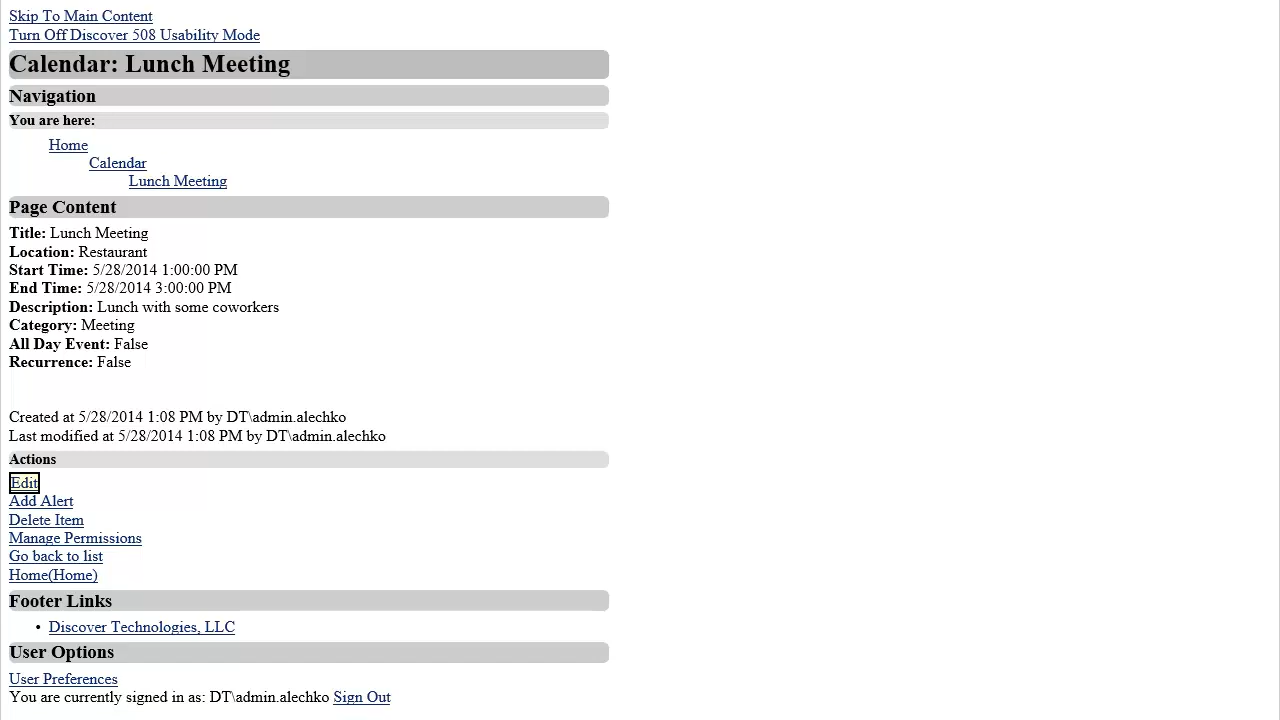 Skip To Main Content
Turn Off Discover 508 Usability Mode
Calendar: Lunch Meeting
Navigation
You are here:
Home
Calendar
Lunch Meeting
Page Content
Title: Lunch Meeting
Location: Restaurant
Start Time: 5/28/2014 1:00:00 PM
End Time: 5/28/2014 3:00:00 PM
Description: Lunch with some coworkers
Category: Meeting
All Day Event: False
Recurrence: False
Created at 5/28/2014 1:08 PM by DT\admin.alechko
Last modified at 5/28/2014 1:08 PM by DT\admin.alechko
Actions
Edit
Add Alert
Delete Item
Manage Permissions
Go back to list
Home(Home)
Footer Links
• Discover Technologies, LLC
User Options
User Preferences
You are currently signed in as: DT\admin.alechko Sign Out